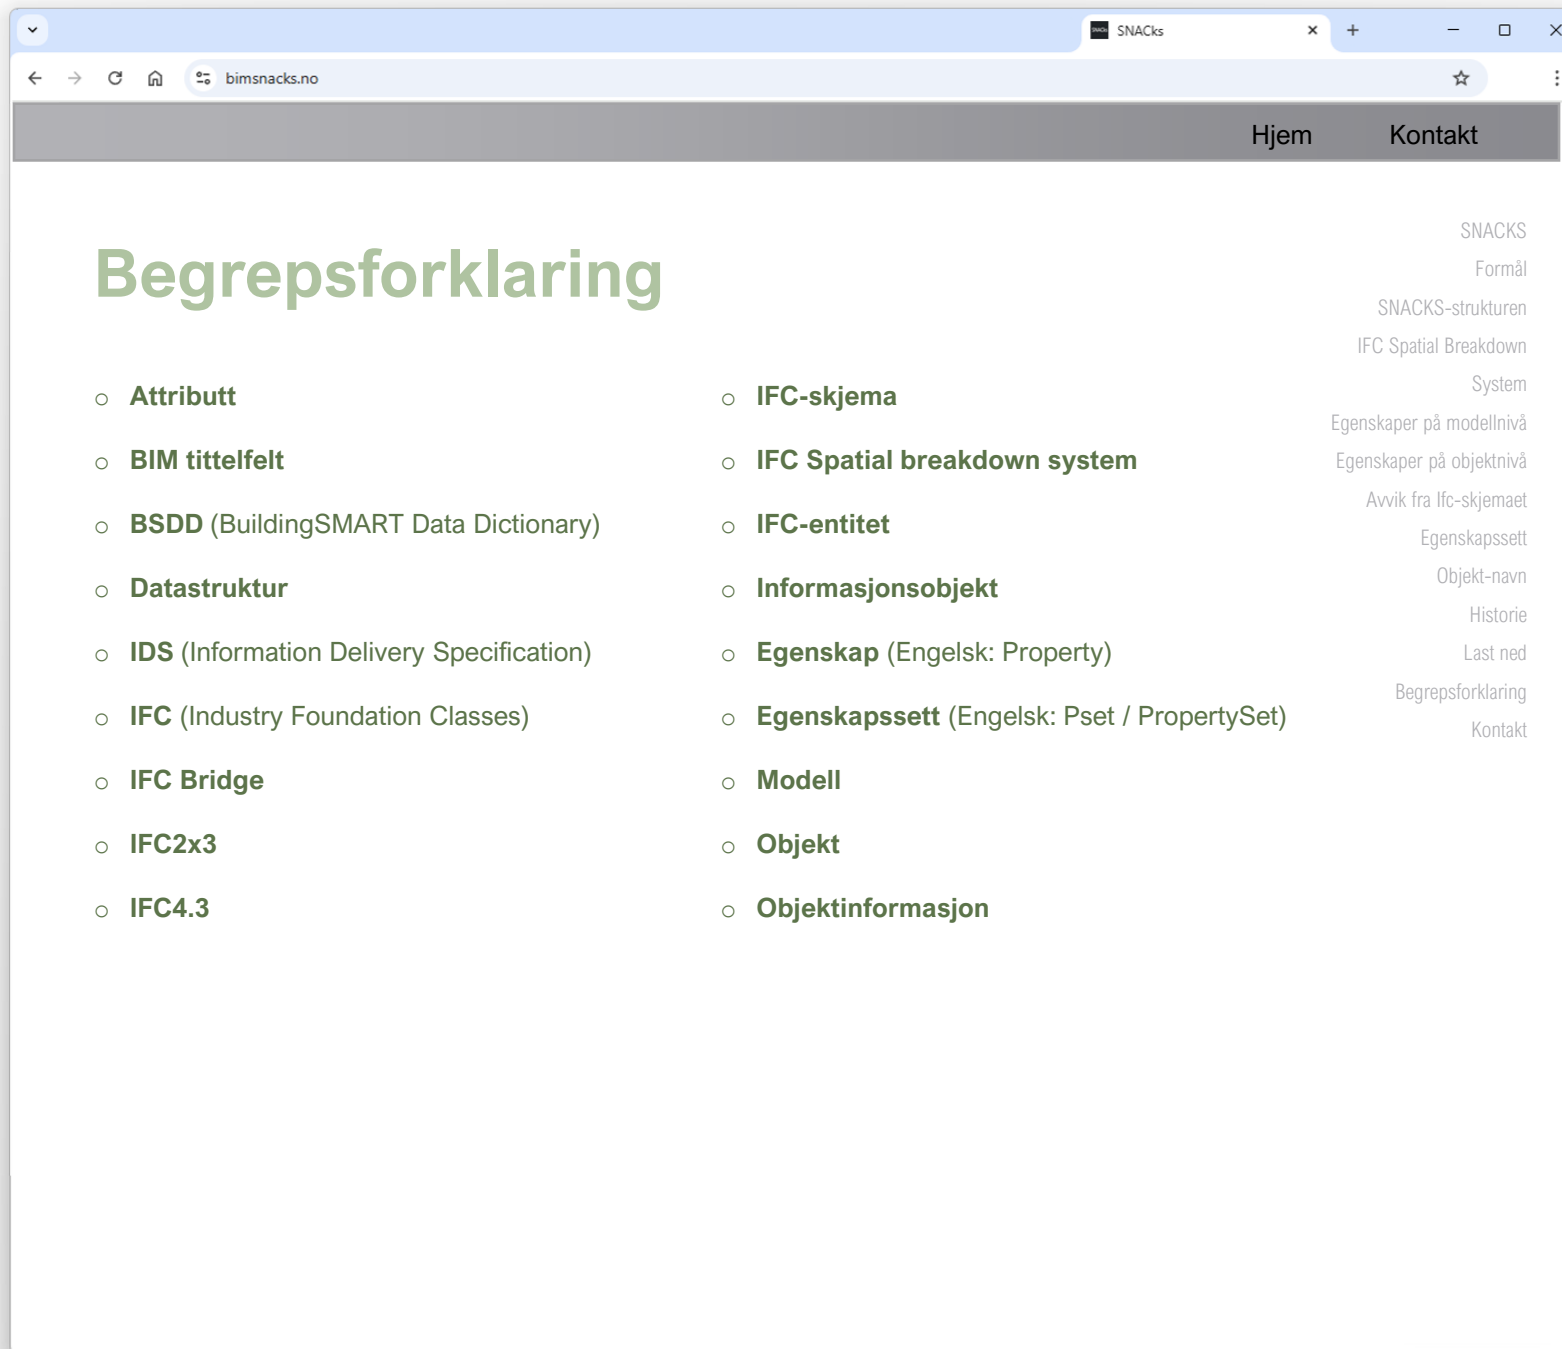 SNACks
bimsnacks.no
Hjem
Kontakt
Begrepsforklaring
Attributt
BIM tittelfelt
BSDD (BuildingSMART Data Dictionary)
Datastruktur
IDS (Information Delivery Specification)
IFC (Industry Foundation Classes)
IFC Bridge
IFC2x3
IFC4.3
IFC-skjema
IFC Spatial breakdown system
IFC-entitet
Informasjonsobjekt
Egenskap (Engelsk: Property)
Egenskapssett (Engelsk: Pset / PropertySet)
Modell
Objekt
Objektinformasjon
SNACKS
Formål
SNACKS-strukturen
IFC Spatial Breakdown
System
Egenskaper på modellnivå
Egenskaper på objektnivå
Avvik fra Ifc-skjemaet
Egenskapssett
Objekt-navn
Historie
Last ned
Begrepsforklaring
Kontakt